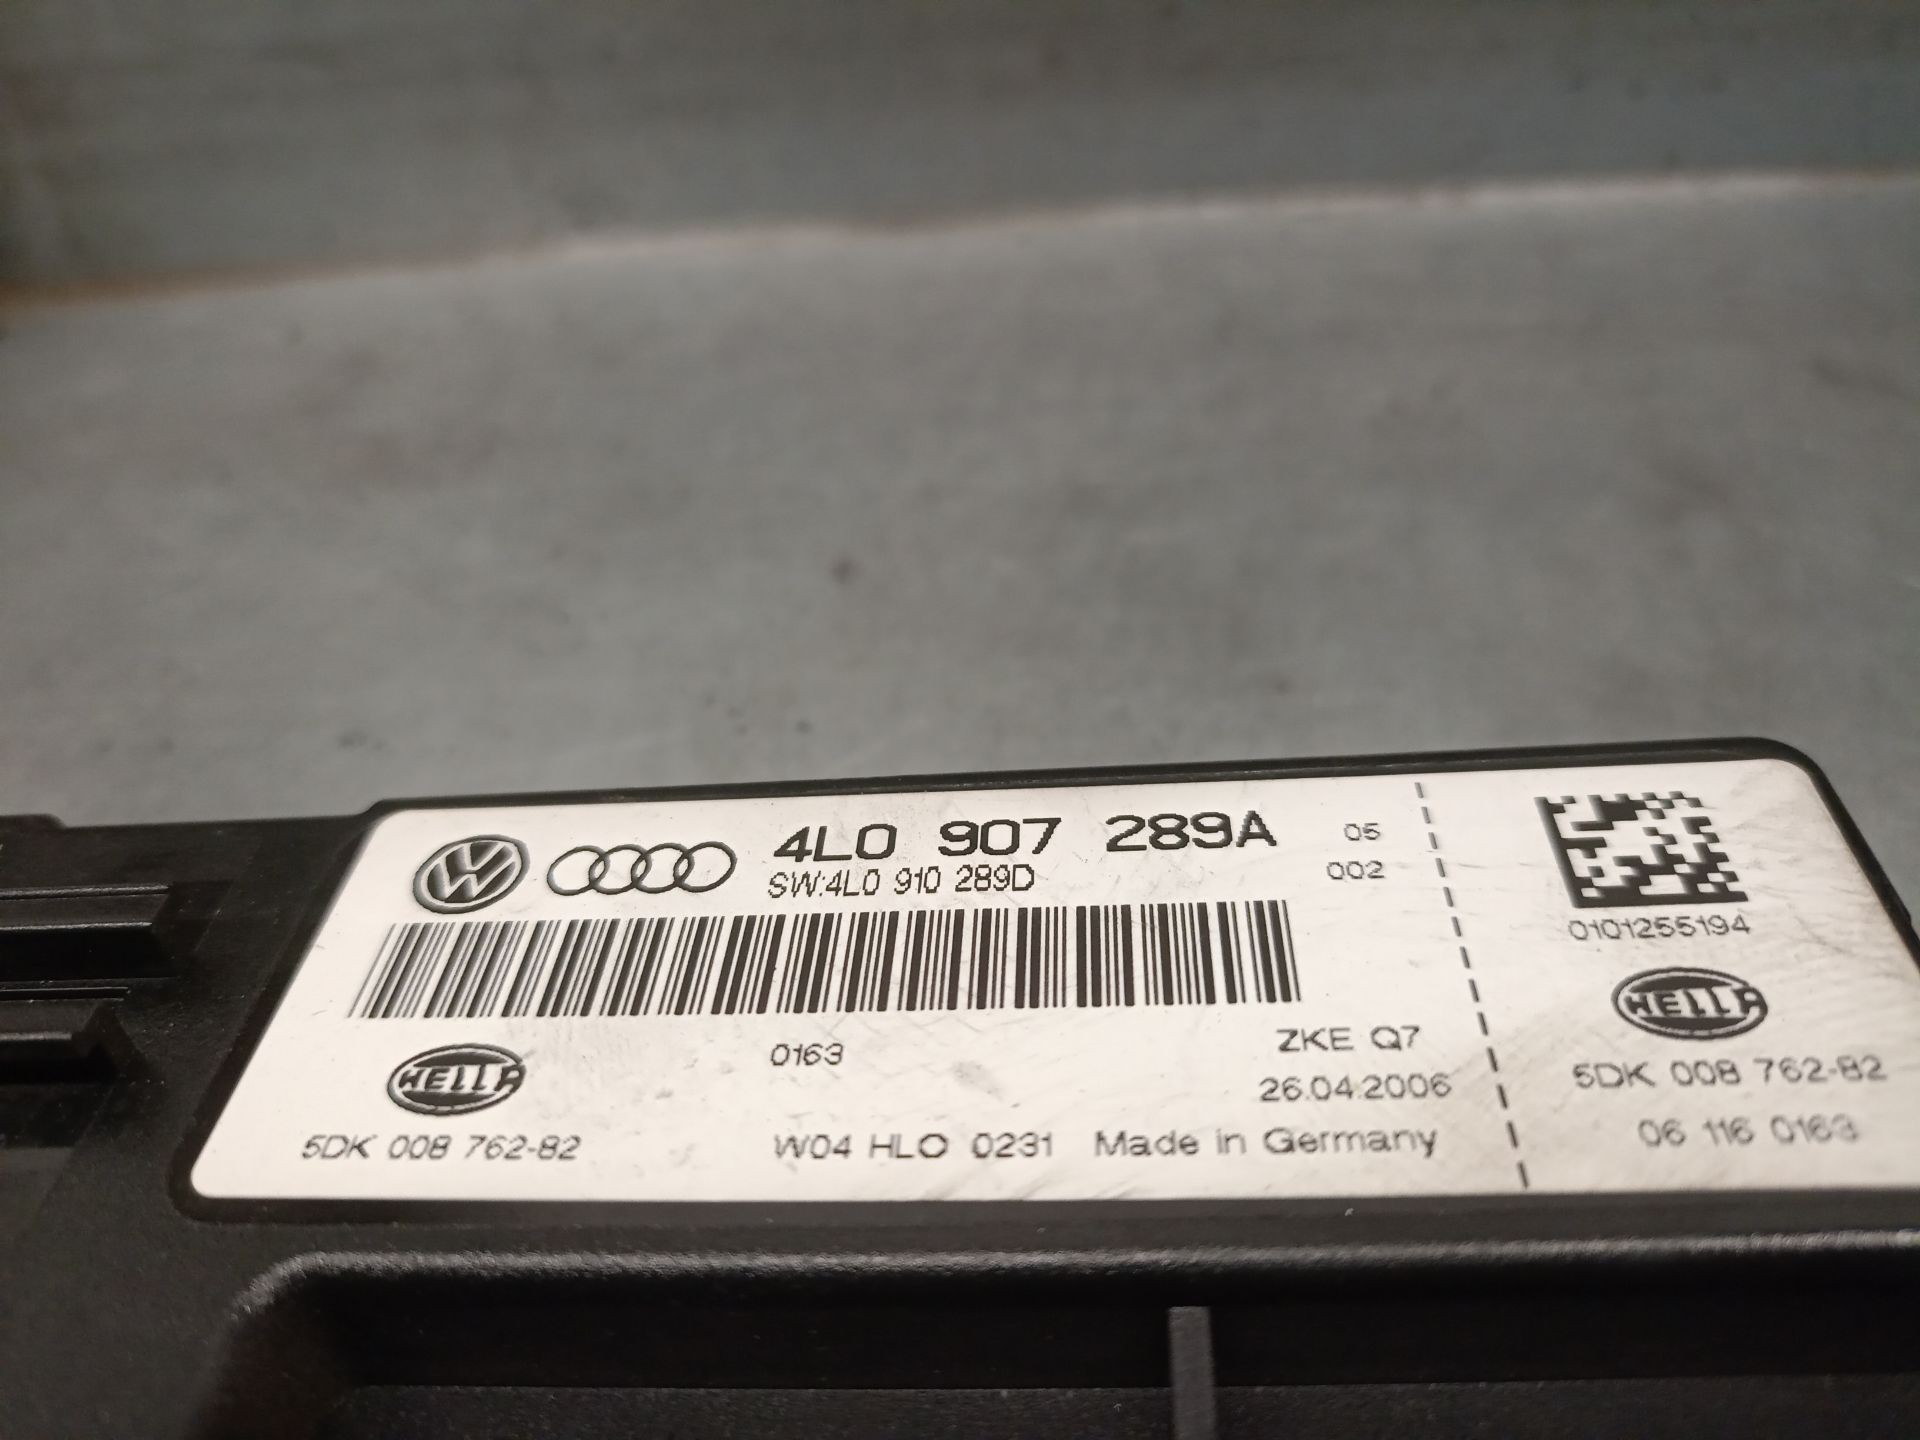 4L0 907 289A 05
SW:4L0 910 289D 002
0163
ZKE Q7
26.04.2006
HELLA
5DK 008 762-82
W04 HLO 0231 Made in Germany
0101255194
HELLA
5DK 008 762-82
06 116 0163